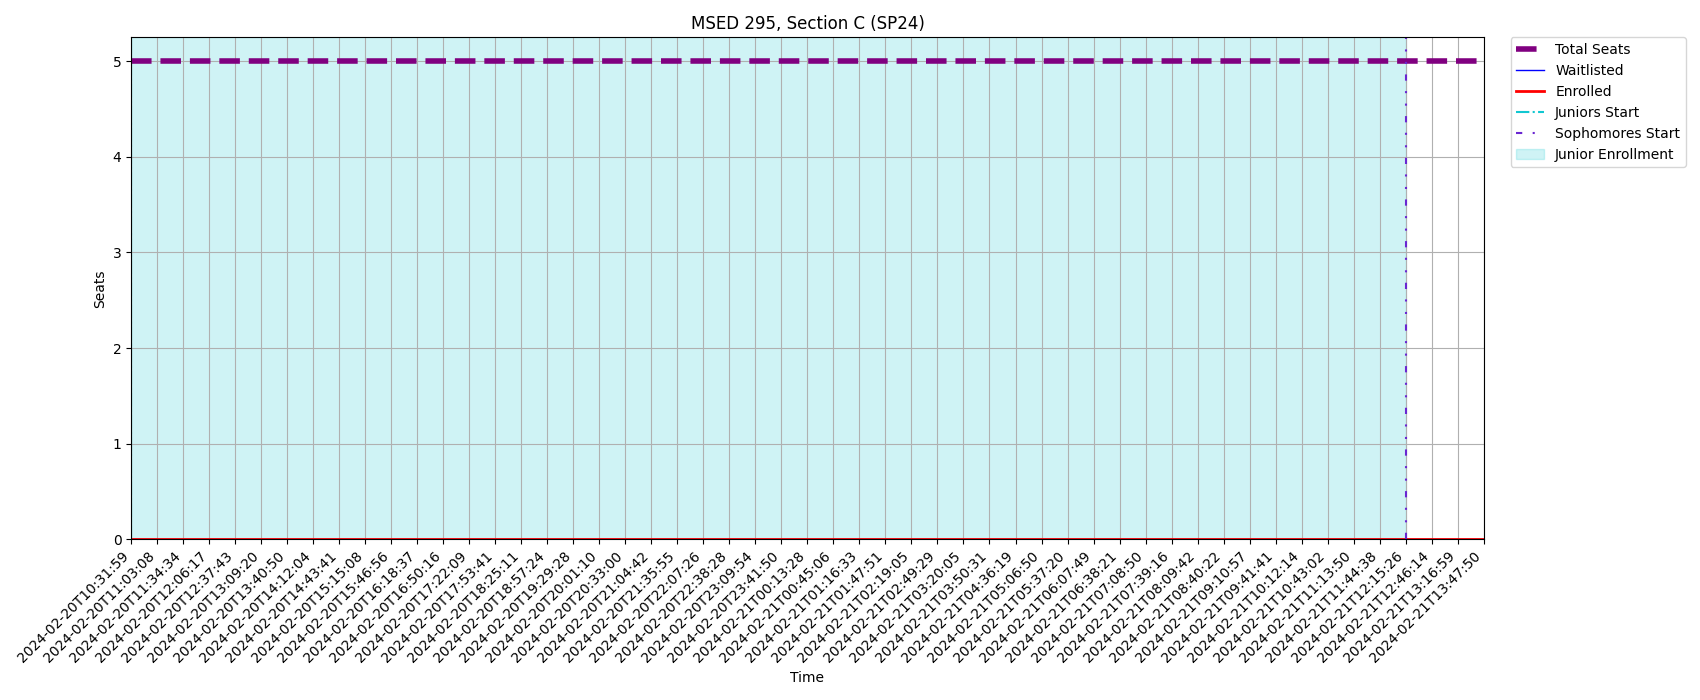 MSED 295, Section C (SP24)
Total Seats
Waitlisted
Enrolled
Juniors Start
Sophomores Start
Junior Enrollment
5
4
3
2
1
0
Seats
2024-02-20T10:31:59
2024-02-20T11:03:08
2024-02-20T11:34:34
2024-02-20T12:06:17
2024-02-20T12:37:43
2024-02-20T13:09:20
2024-02-20T13:40:50
2024-02-20T14:12:04
2024-02-20T14:43:41
2024-02-20T15:15:08
2024-02-20T15:46:56
2024-02-20T16:18:37
2024-02-20T16:50:16
2024-02-20T17:22:09
2024-02-20T17:53:41
2024-02-20T18:25:11
2024-02-20T18:57:24
2024-02-20T19:29:28
2024-02-20T20:01:10
2024-02-20T20:33:00
2024-02-20T21:04:42
2024-02-20T21:35:55
2024-02-20T22:07:26
2024-02-20T22:38:28
2024-02-20T23:09:54
2024-02-20T23:41:50
2024-02-21T00:13:28
2024-02-21T00:45:06
2024-02-21T01:16:33
2024-02-21T01:47:51
2024-02-21T02:19:05
2024-02-21T02:49:29
2024-02-21T03:20:05
2024-02-21T03:50:31
2024-02-21T04:36:19
2024-02-21T05:06:50
2024-02-21T05:37:20
2024-02-21T06:07:49
2024-02-21T06:38:21
2024-02-21T07:08:50
2024-02-21T07:39:16
2024-02-21T08:09:42
2024-02-21T08:40:22
2024-02-21T09:10:57
2024-02-21T09:41:41
2024-02-21T10:12:14
2024-02-21T10:43:02
2024-02-21T11:13:50
2024-02-21T11:44:38
2024-02-21T12:15:26
2024-02-21T12:46:14
2024-02-21T13:16:59
2024-02-21T13:47:50
Time